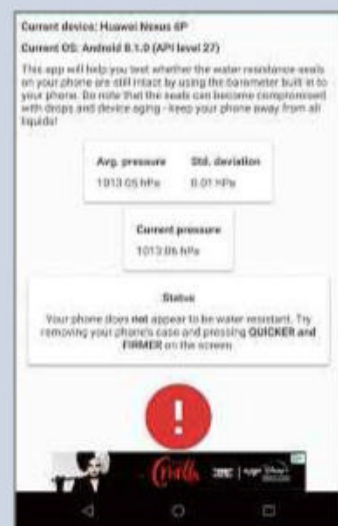 Current device: Huawei Nexus 6P
Current OS: Android 8.1.0 (API level 27)
This app will help you test whether the water resistance seals
on your phone are still intact by using the barometer built in to
your phone. Do note that the seals can become compromised
with drops and device aging - keep your phone away from all
liquids!
Avg. pressure Std. deviation
1013.05 hPa 0.01 hPa
Current pressure
1013.06 hPa
Status
Your phone does not appear to be water resistant. Try
removing your phone's case and pressing QUICKER and
FIRMER on the screen
Cruella